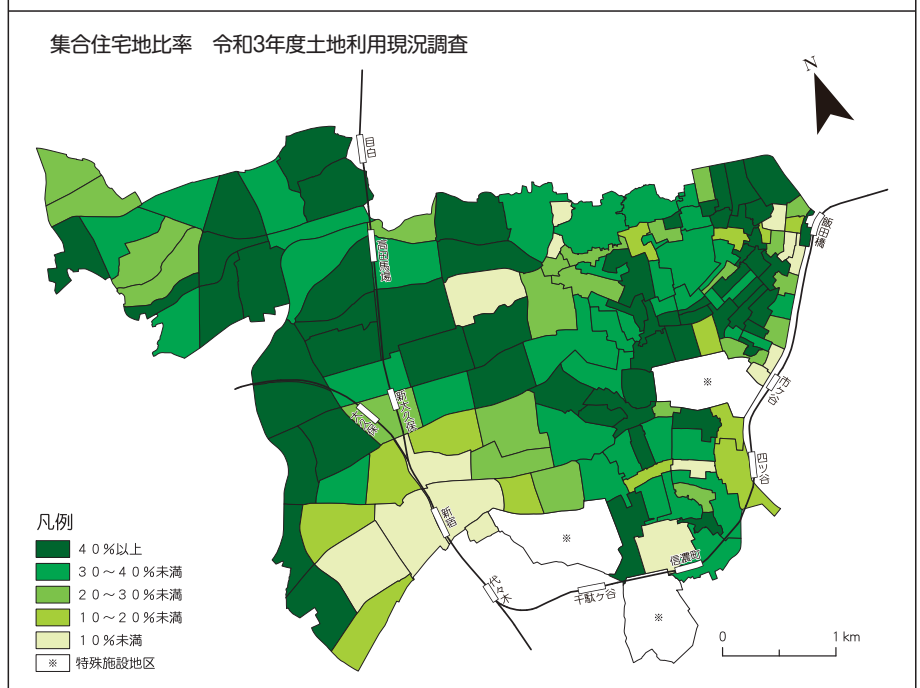 集合住宅地比率　令和3年度土地利用現況調査
N
目白
飯田橋
高田馬場
※
市ヶ谷
新大久保
大久保
四ツ谷
凡例
新宿
40%以上
※
信濃町
30～40%未満
代々木
千駄ヶ谷
20～30%未満
10～20%未満
※
0 1km
10%未満
※ 特殊施設地区